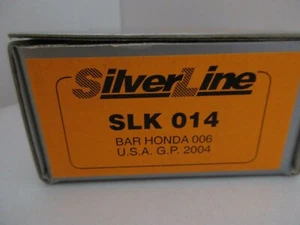 SilverLine
SLK 014
BAR HONDA 006
U.S.A. G.P. 2004